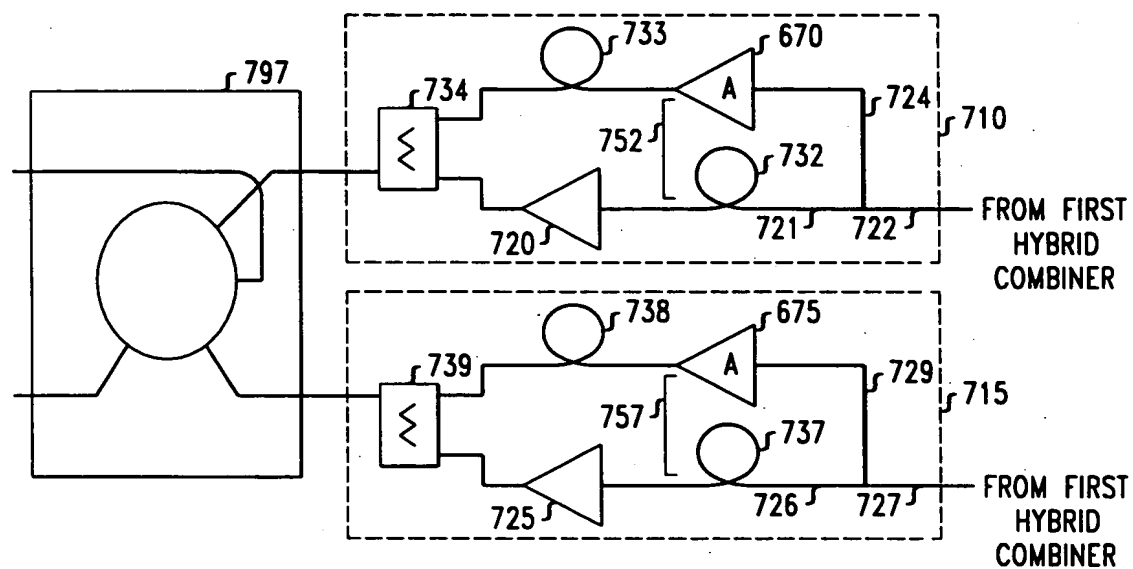 733
670
797
734
A
724
710
752
732
720
721
722
FROM FIRST
HYBRID
COMBINER
738
675
739
A
729
715
757
737
725
726
727
FROM FIRST
HYBRID
COMBINER